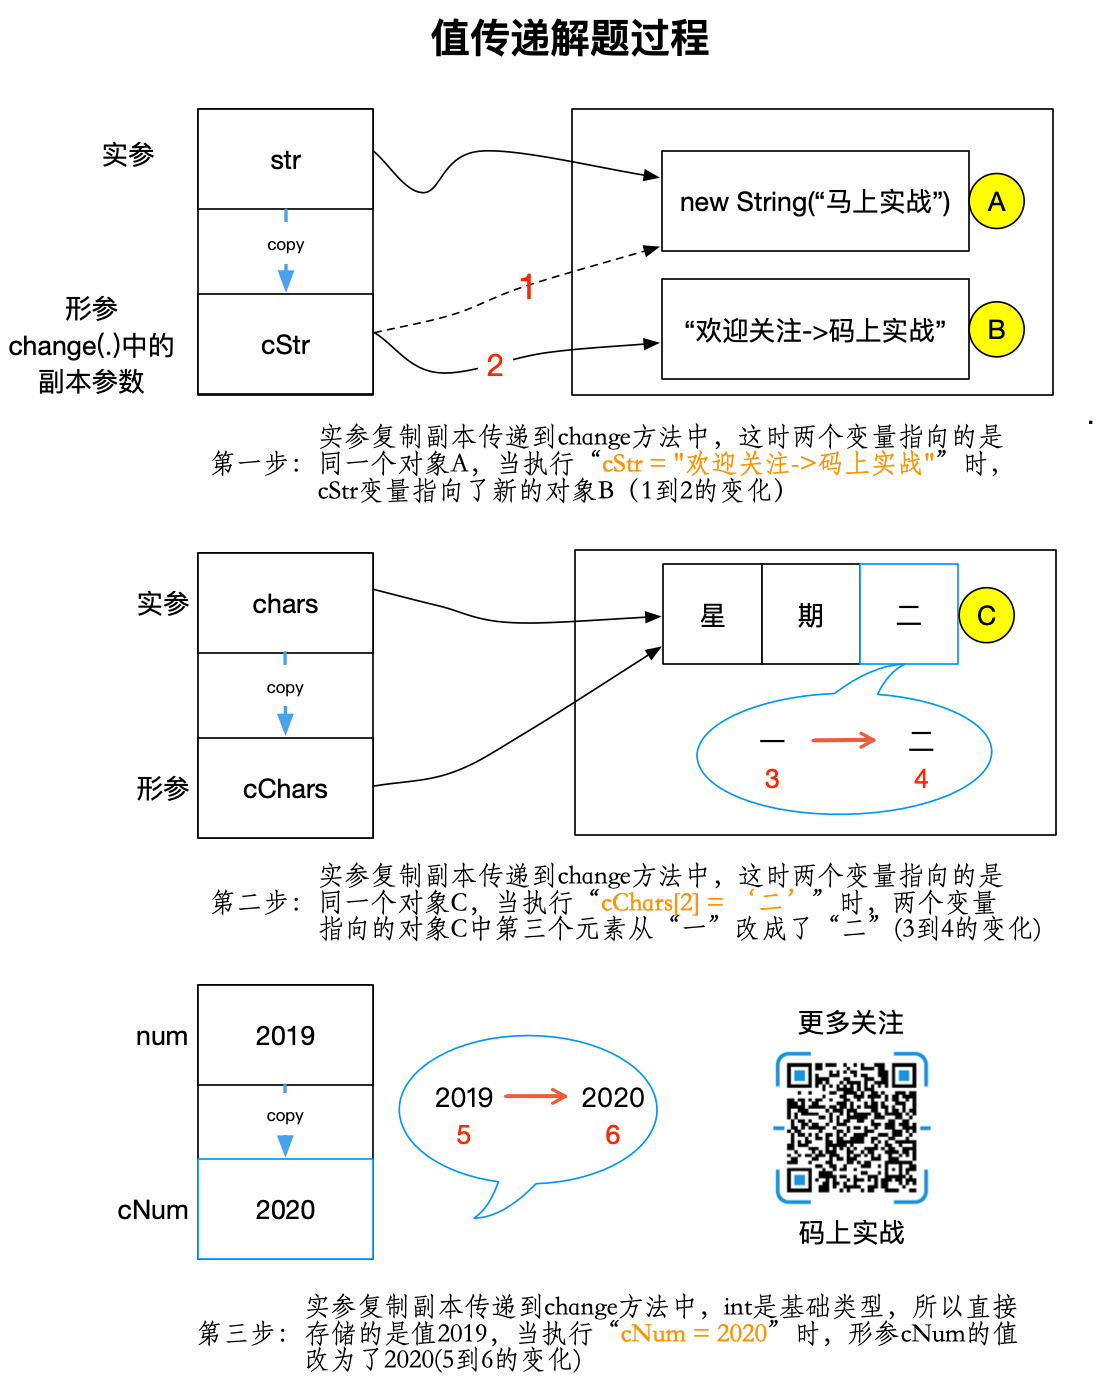 值传递解题过程
实参
str
new String(“马上实战”)
A
copy
1
形参
change(.)中的
副本参数
cStr
“欢迎关注->码上实战”
B
2
实参复制副本传递到change方法中，这时两个变量指向的是
第一步：同一个对象A，当执行“cStr = "欢迎关注->码上实战"”时，
cStr变量指向了新的对象B（1到2的变化）
实参
chars
星
期
二
C
copy
一
二
3
4
形参
cChars
实参复制副本传递到change方法中，这时两个变量指向的是
第二步：同一个对象C，当执行“cChars[2] = ‘二’”时，两个变量
指向的对象C中第三个元素从“一”改成了“二”(3到4的变化)
num
2019
copy
2019
2020
5
6
cNum
2020
更多关注
码上实战
实参复制副本传递到change方法中，int是基础类型，所以直接
第三步：存储的是值2019，当执行“cNum = 2020”时，形参cNum的值
改为了2020(5到6的变化)